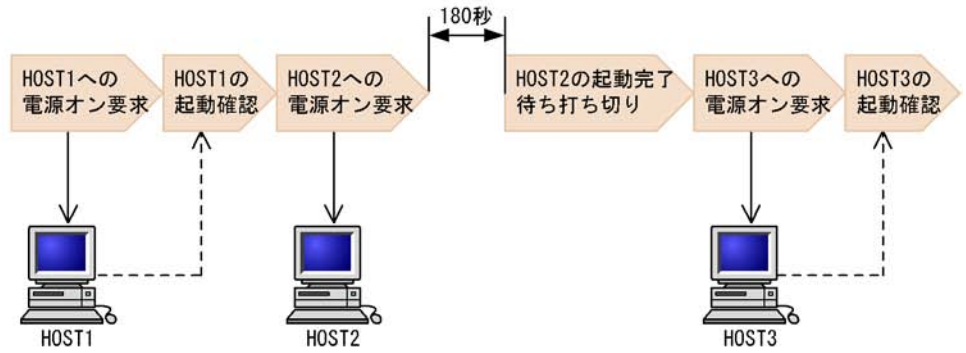 180秒
HOST1への
電源オン要求
HOST1の
起動確認
HOST2への
電源オン要求
HOST2の起動完了
待ち打ち切り
HOST3への
電源オン要求
HOST3の
起動確認
HOST1
HOST2
HOST3